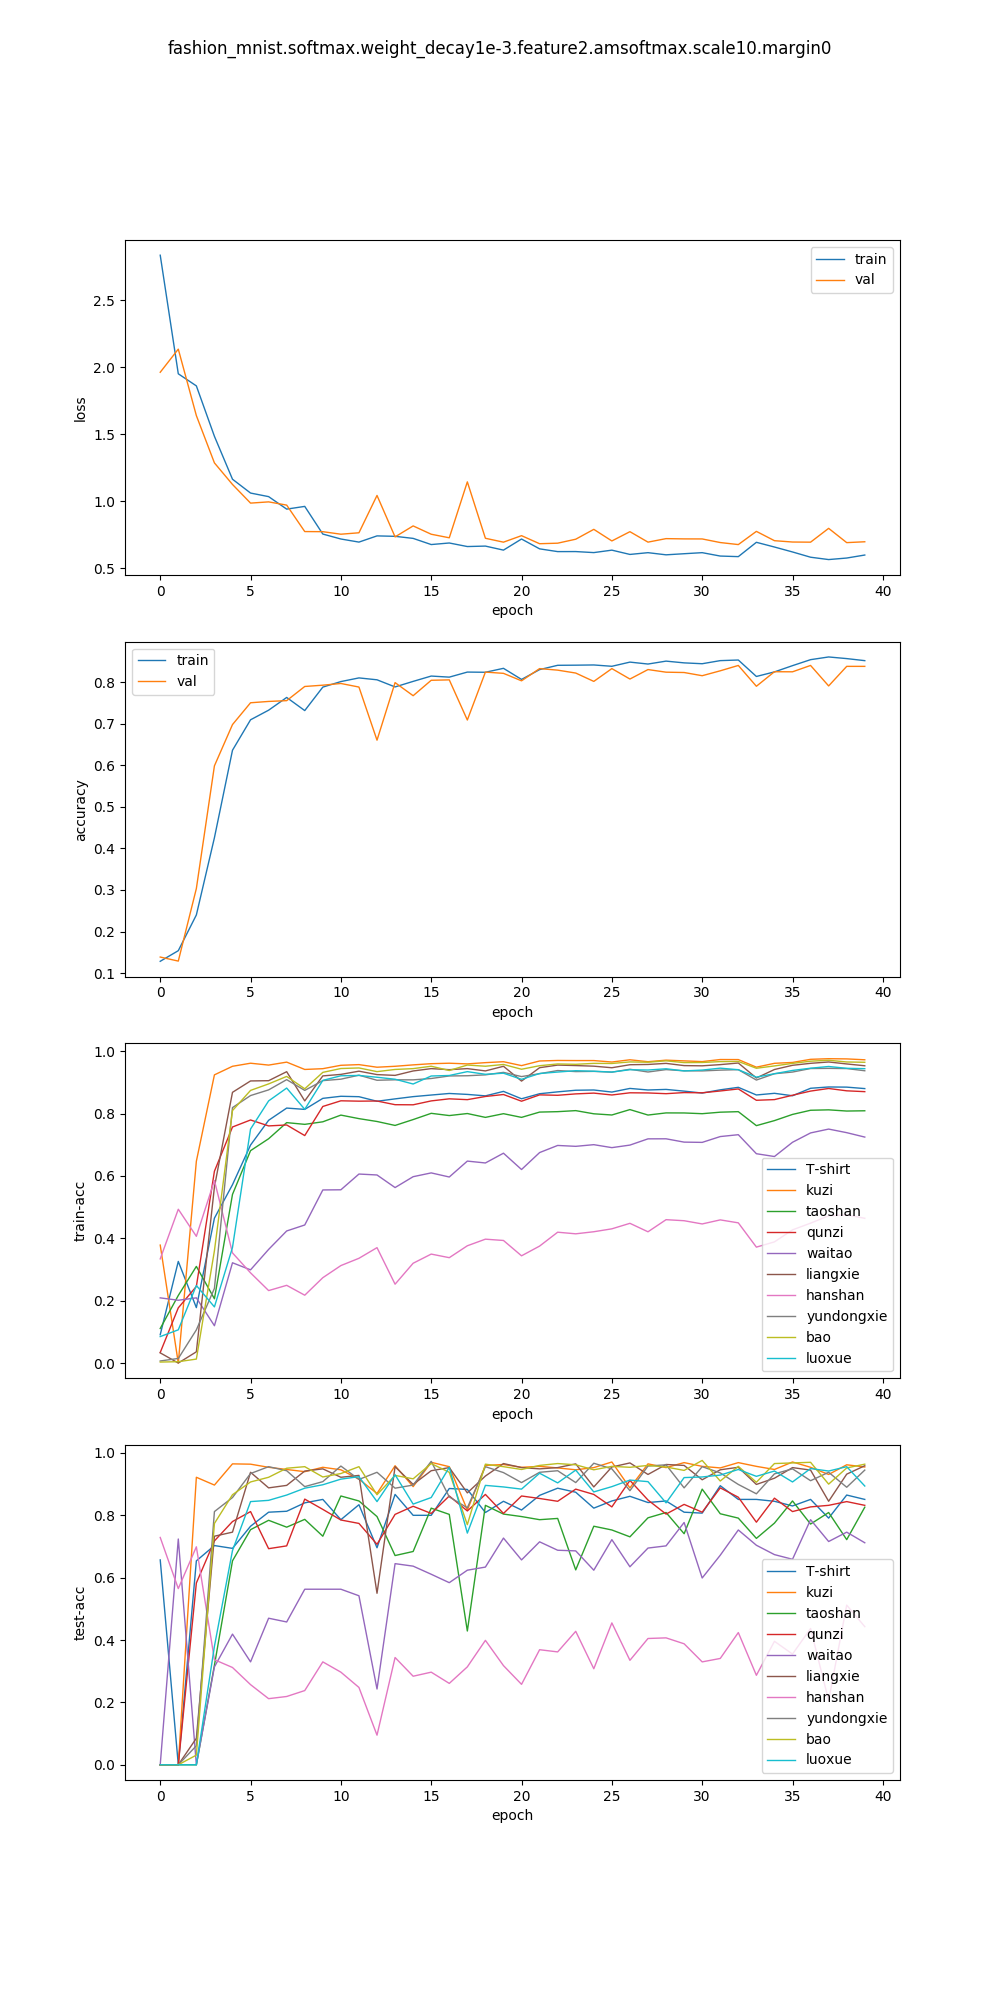 fashion_mnist.softmax.weight_decay1e-3.feature2.amsoftmax.scale10.margin0
train
val
2.5
2.0
1.5
1.0
0.5
loss
0 5 10 15 20 25 30 35 40
epoch
train
val
0.8
0.7
0.6
0.5
0.4
0.3
0.2
0.1
accuracy
0 5 10 15 20 25 30 35 40
epoch
1.0
0.8
0.6
0.4
0.2
0.0
train-acc
T-shirt
kuzi
taoshan
qunzi
waitao
liangxie
hanshan
yundongxie
bao
luoxue
0 5 10 15 20 25 30 35 40
epoch
1.0
0.8
0.6
0.4
0.2
0.0
test-acc
T-shirt
kuzi
taoshan
qunzi
waitao
liangxie
hanshan
yundongxie
bao
luoxue
0 5 10 15 20 25 30 35 40
epoch